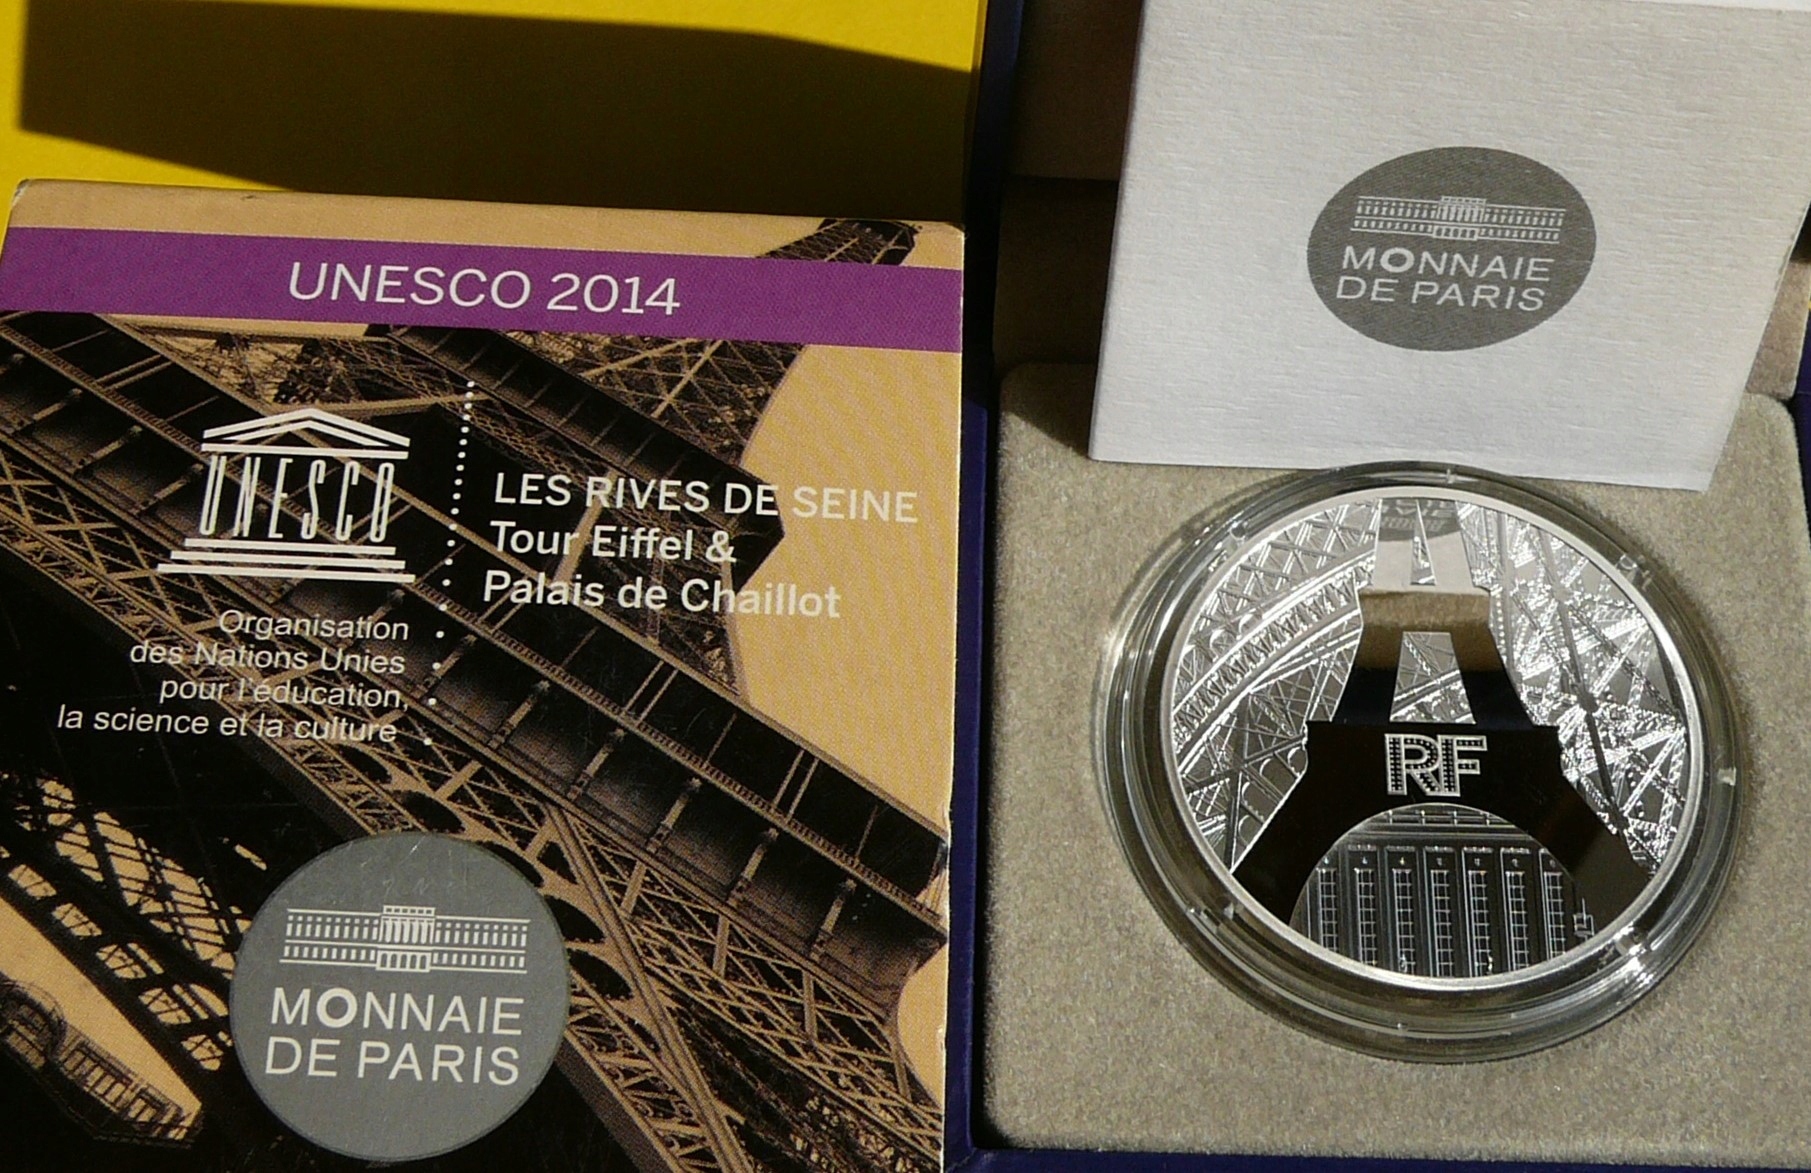 UNESCO 2014
UNESCO
LES RIVES DE SEINE
Tour Eiffel &
Palais de Chaillot
Organisation
des Nations Unies
pour l'éducation,
la science et la culture
MONNAIE
DE PARIS
MONNAIE
DE PARIS
RF